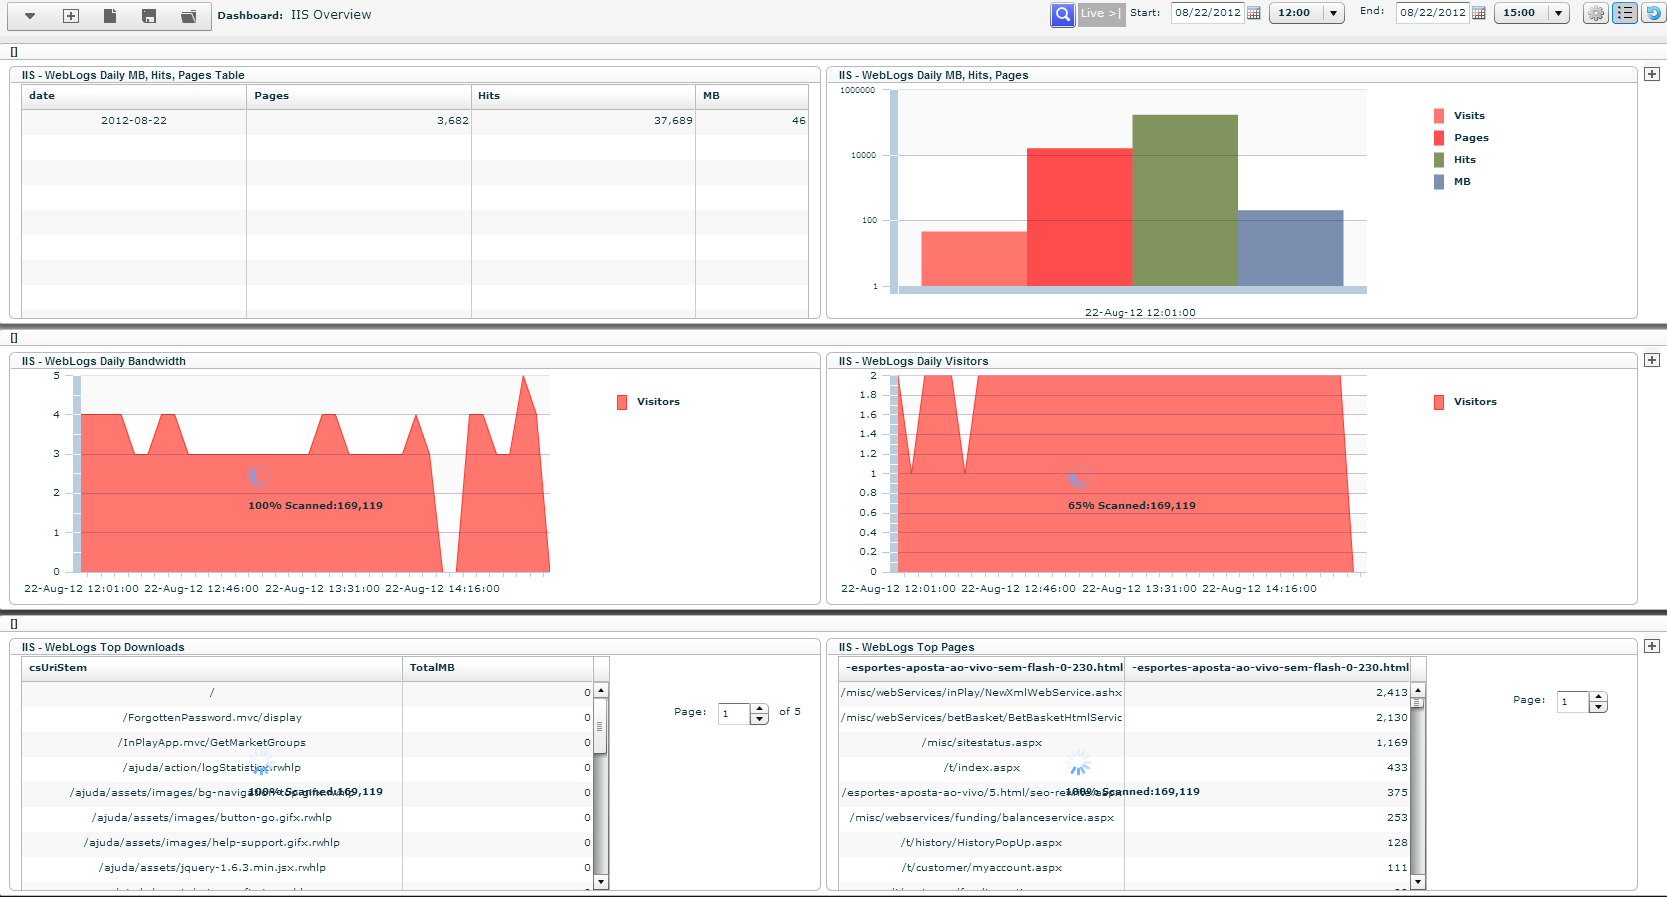 Dashboard: IIS Overview
Live >| Start: 08/22/2012 12:00 End: 08/22/2012 15:00
[]
IIS - WebLogs Daily MB, Hits, Pages Table
date Pages Hits MB
2012-08-22 3,682 37,689 46
IIS - WebLogs Daily MB, Hits, Pages
1000000
10000
100
1
22-Aug-12 12:01:00
Visits
Pages
Hits
MB
[]
IIS - WebLogs Daily Bandwidth
5
4
3
2
1
0
100% Scanned:169,119
22-Aug-12 12:01:00 22-Aug-12 12:46:00 22-Aug-12 13:31:00 22-Aug-12 14:16:00
Visitors
IIS - WebLogs Daily Visitors
2
1.8
1.6
1.4
1.2
1
0.8
0.6
0.4
0.2
0
65% Scanned:169,119
22-Aug-12 12:01:00 22-Aug-12 12:46:00 22-Aug-12 13:31:00 22-Aug-12 14:16:00
Visitors
[]
IIS - WebLogs Top Downloads
csUriStem TotalMB
/ 0
/ForgottenPassword.mvc/display 0
/InPlayApp.mvc/GetMarketGroups 0
/ajuda/action/logStatistics.rwhlp 0
/ajuda/assets/images/bg-navigation-top.gifx.rwhlp 0
100% Scanned:169,119
/ajuda/assets/images/button-go.gifx.rwhlp 0
/ajuda/assets/images/help-support.gifx.rwhlp 0
/ajuda/assets/jquery-1.6.3.min.jsx.rwhlp 0
Page: 1 of 5
IIS - WebLogs Top Pages
-esportes-aposta-ao-vivo-sem-flash-0-230.html -esportes-aposta-ao-vivo-sem-flash-0-230.html
/misc/webServices/inPlay/NewXmlWebService.ashx 2,413
/misc/webServices/betBasket/BetBasketHtmlServic 2,130
/misc/sitestatus.aspx 1,169
/t/index.aspx 433
/esportes-aposta-ao-vivo/5.html/seo-rewrite.aspx 375
100% Scanned:169,119
/misc/webservices/funding/balanceservice.aspx 253
/t/history/HistoryPopUp.aspx 128
/t/customer/myaccount.aspx 111
Page: 1